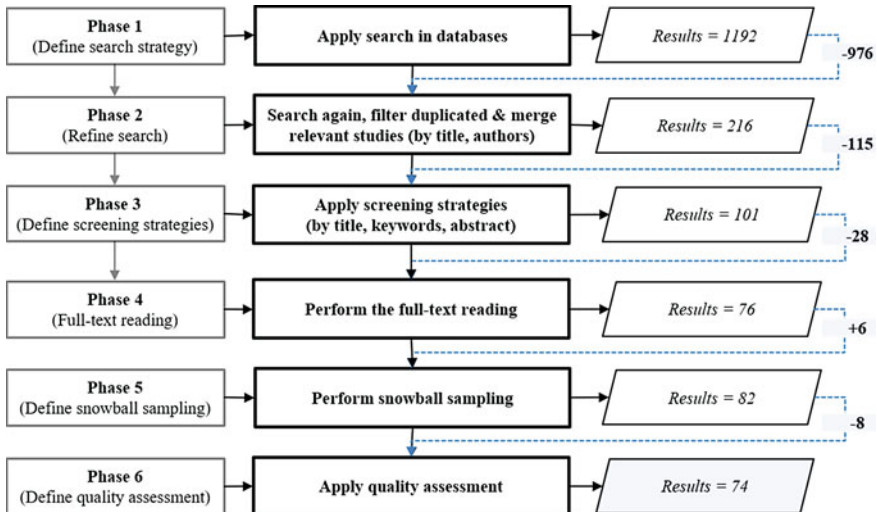 Phase 1
(Define search strategy)
Apply search in databases
Results = 1192
-976
Phase 2
(Refine search)
Search again, filter duplicated & merge
relevant studies (by title, authors)
Results = 216
-115
Phase 3
(Define screening strategies)
Apply screening strategies
(by title, keywords, abstract)
Results = 101
-28
Phase 4
(Full-text reading)
Perform the full-text reading
Results = 76
+6
Phase 5
(Define snowball sampling)
Perform snowball sampling
Results = 82
-8
Phase 6
(Define quality assessment)
Apply quality assessment
Results = 74